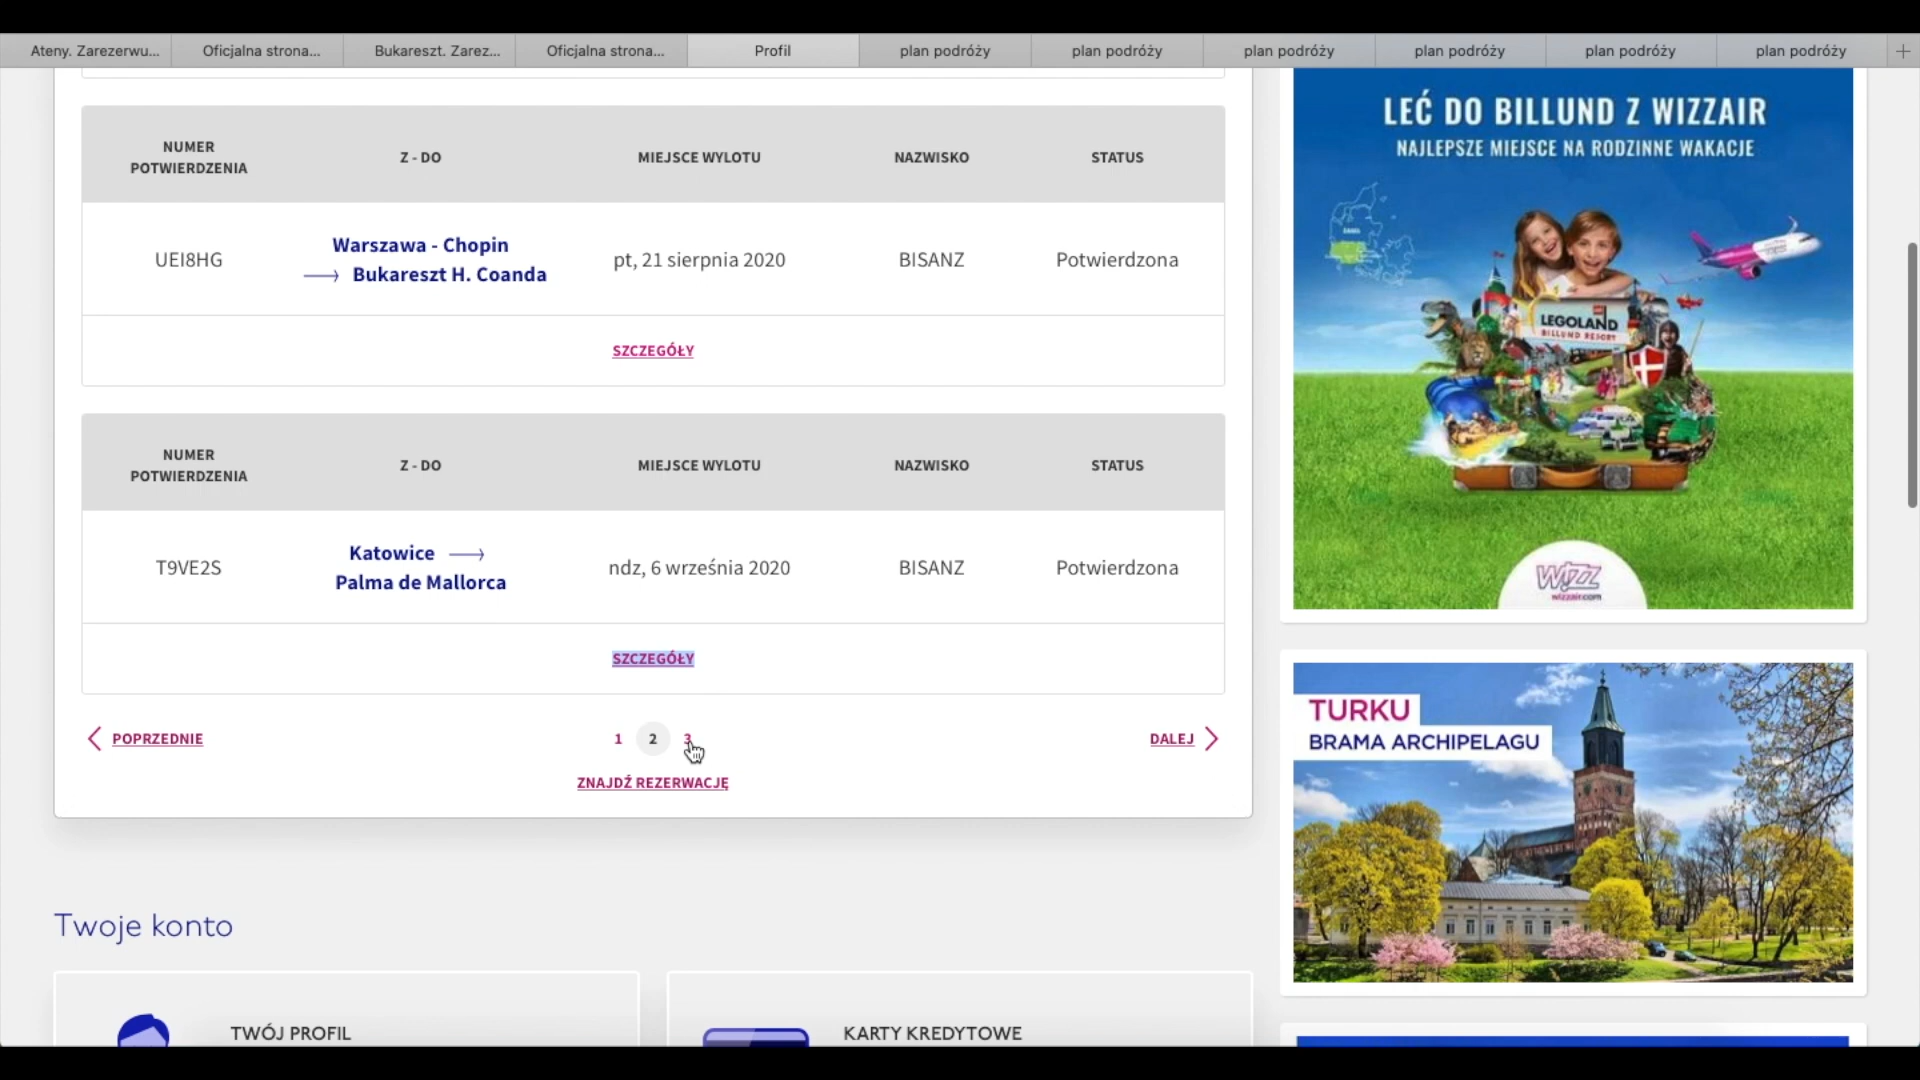 Ateny. Zarezerwu...
Oficjalna strona...
Bukareszt. Zarez...
Oficjalna strona...
Profil
plan podróży
plan podróży
plan podróży
plan podróży
plan podróży
plan podróży
NUMER
POTWIERDZENIA
Z - DO
MIEJSCE WYLOTU
NAZWISKO
STATUS
UEI8HG
Warszawa - Chopin
Bukareszt H. Coanda
pt, 21 sierpnia 2020
BISANZ
Potwierdzona
SZCZEGÓŁY
NUMER
POTWIERDZENIA
Z - DO
MIEJSCE WYLOTU
NAZWISKO
STATUS
T9VE2S
Katowice
Palma de Mallorca
ndz, 6 września 2020
BISANZ
Potwierdzona
SZCZEGÓŁY
POPRZEDNIE
1
2
3
DALEJ
ZNAJDŹ REZERWACJĘ
Twoje konto
TWÓJ PROFIL
KARTY KREDYTOWE
LEĆ DO BILLUND Z WIZZAIR
NAJLEPSZE MIEJSCE NA RODZINNE WAKACJE
LEGOLAND
BILLUND RESORT
WIZZ
wizzair.com
TURKU
BRAMA ARCHIPELAGU